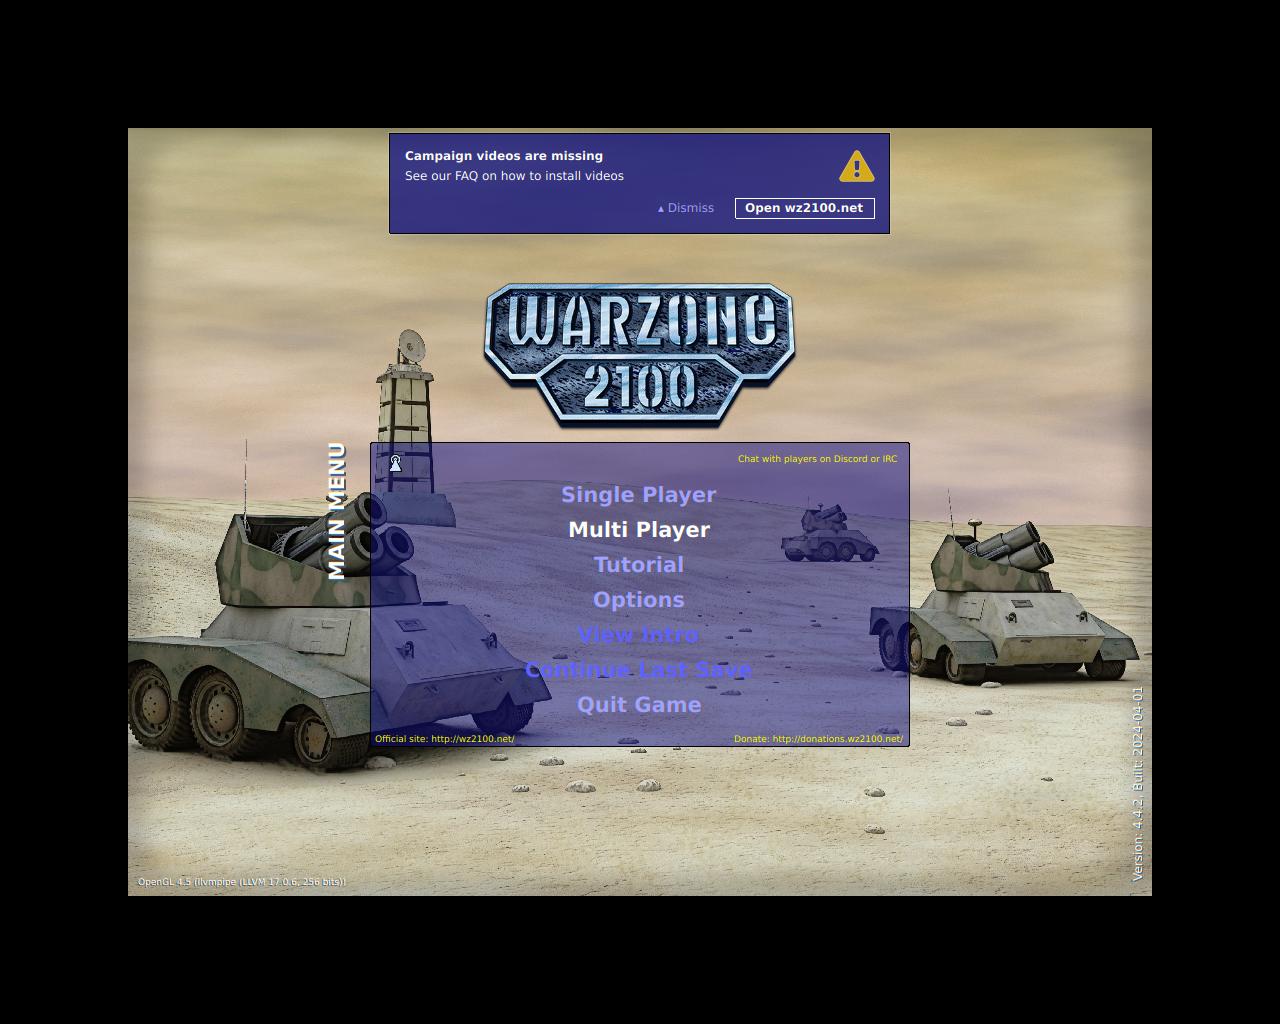 Campaign videos are missing
See our FAQ on how to install videos
▴ Dismiss
Open wz2100.net
WARZONE
2100
MAIN MENU
Chat with players on Discord or IRC
Single Player
Multi Player
Tutorial
Options
View Intro
Continue Last Save
Quit Game
Official site: http://wz2100.net/
Donate: http://donations.wz2100.net/
Version: 4.4.2, Built: 2024-04-01
OpenGL 4.5 (llvmpipe (LLVM 17.0.6, 256 bits))